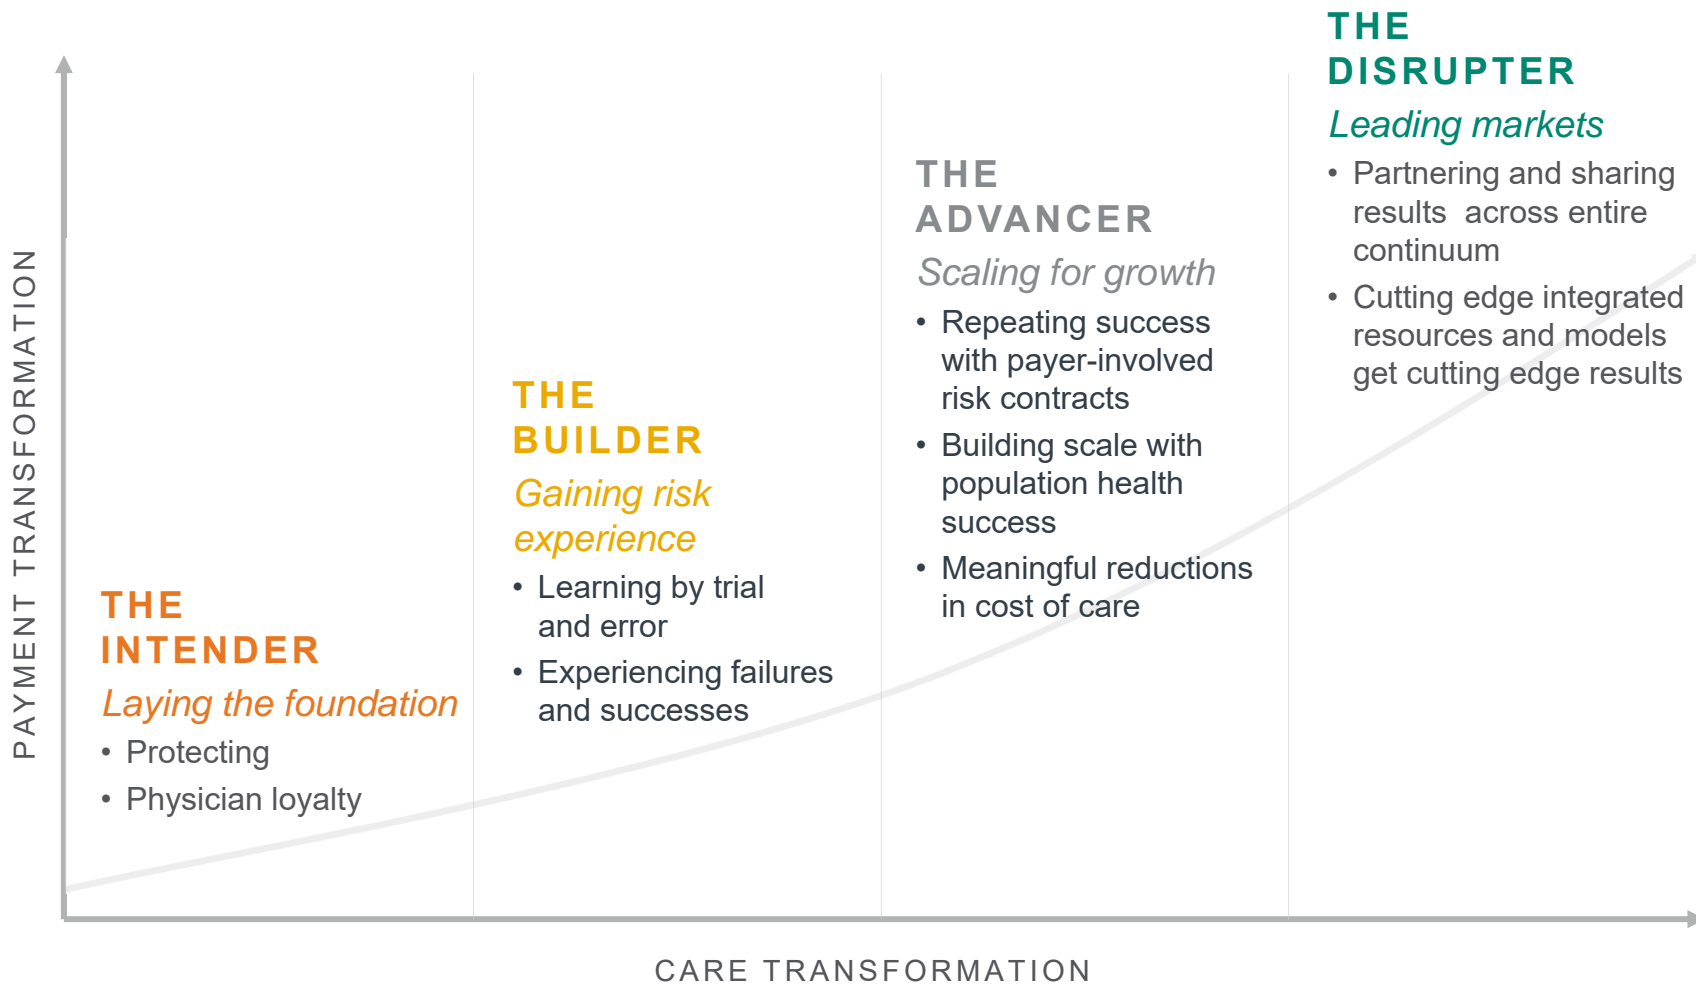 PAYMENT TRANSFORMATION
THE
INTENDER
Laying the foundation
• Protecting
• Physician loyalty
THE
BUILDER
Gaining risk
experience
• Learning by trial
and error
• Experiencing failures
and successes
THE
ADVANCER
Scaling for growth
• Repeating success
with payer-involved
risk contracts
• Building scale with
population health
success
• Meaningful reductions
in cost of care
THE
DISRUPTER
Leading markets
• Partnering and sharing
results  across entire
continuum
• Cutting edge integrated
resources and models
get cutting edge results
CARE TRANSFORMATION